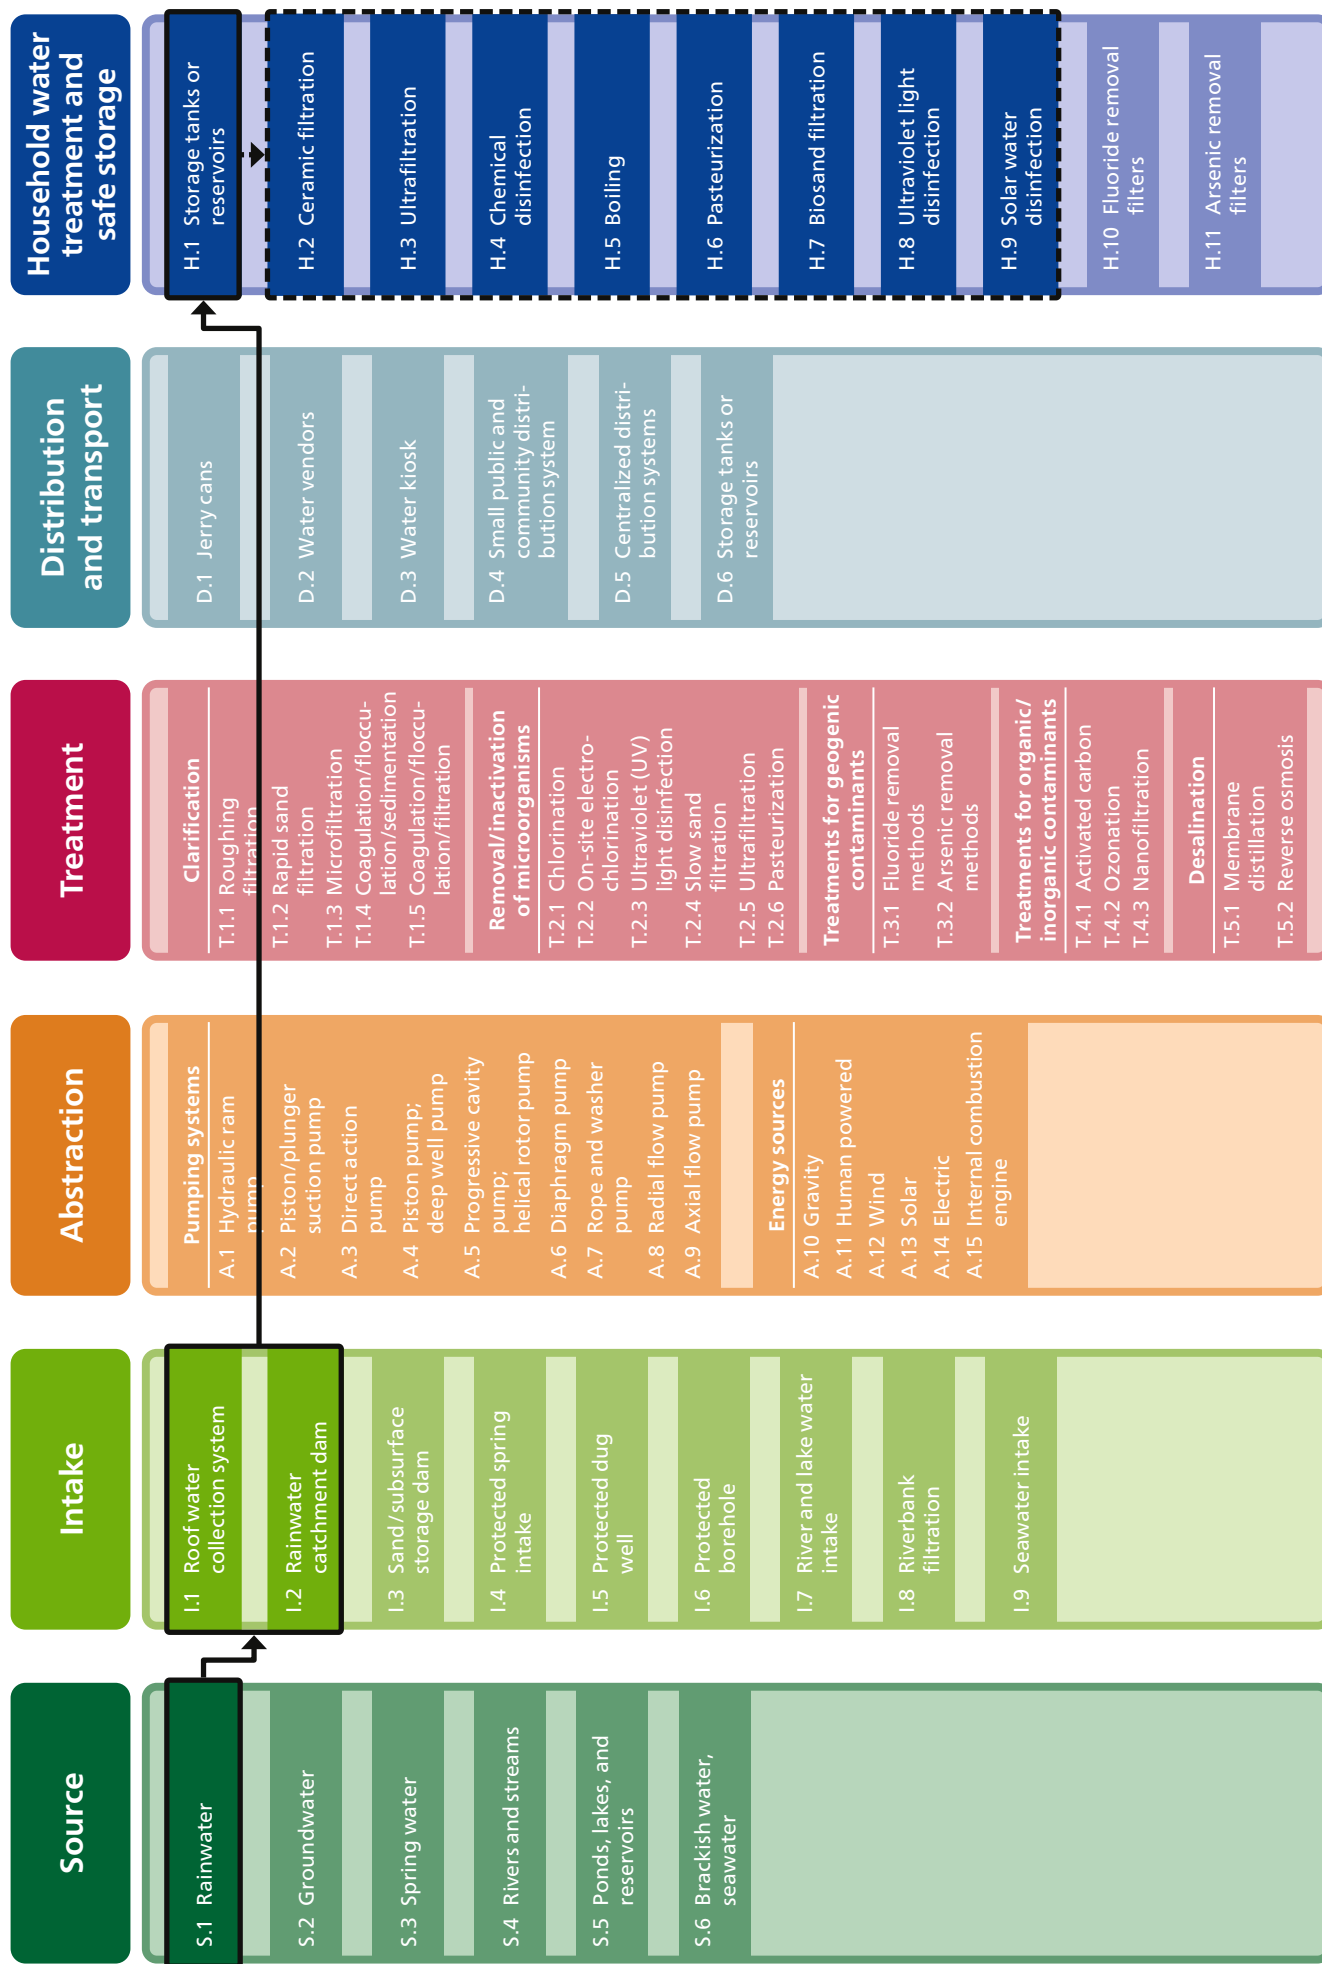 Source
S.1 Rainwater
S.2 Groundwater
S.3 Spring water
S.4 Rivers and streams
S.5 Ponds, lakes, and
reservoirs
S.6 Brackish water,
seawater
Intake
I.1 Roof water
collection system
I.2 Rainwater
catchment dam
I.3 Sand/subsurface
storage dam
I.4 Protected spring
intake
I.5 Protected dug
well
I.6 Protected
borehole
I.7 River and lake water
intake
I.8 Riverbank
filtration
I.9 Seawater intake
Abstraction
Pumping systems
A.1 Hydraulic ram
pump
A.2 Piston/plunger
suction pump
A.3 Direct action
pump
A.4 Piston pump;
deep well pump
A.5 Progressive cavity
pump;
helical rotor pump
A.6 Diaphragm pump
A.7 Rope and washer
pump
A.8 Radial flow pump
A.9 Axial flow pump
Energy sources
A.10 Gravity
A.11 Human powered
A.12 Wind
A.13 Solar
A.14 Electric
A.15 Internal combustion
engine
Treatment
Clarification
T.1.1 Roughing
filtration
T.1.2 Rapid sand
filtration
T.1.3 Microfiltration
T.1.4 Coagulation/floccu-
lation/sedimentation
T.1.5 Coagulation/floccu-
lation/filtration
Removal/inactivation
of microorganisms
T.2.1 Chlorination
T.2.2 On-site electro-
chlorination
T.2.3 Ultraviolet (UV)
light disinfection
T.2.4 Slow sand
filtration
T.2.5 Ultrafiltration
T.2.6 Pasteurization
Treatments for geogenic
contaminants
T.3.1 Fluoride removal
methods
T.3.2 Arsenic removal
methods
Treatments for organic/
inorganic contaminants
T.4.1 Activated carbon
T.4.2 Ozonation
T.4.3 Nanofiltration
Desalination
T.5.1 Membrane
distillation
T.5.2 Reverse osmosis
Distribution
and transport
D.1 Jerry cans
D.2 Water vendors
D.3 Water kiosk
D.4 Small public and
community distri-
bution system
D.5 Centralized distri-
bution systems
D.6 Storage tanks or
reservoirs
Household water
treatment and
safe storage
H.1 Storage tanks or
reservoirs
H.2 Ceramic filtration
H.3 Ultrafiltration
H.4 Chemical
disinfection
H.5 Boiling
H.6 Pasteurization
H.7 Biosand filtration
H.8 Ultraviolet light
disinfection
H.9 Solar water
disinfection
H.10 Fluoride removal
filters
H.11 Arsenic removal
filters